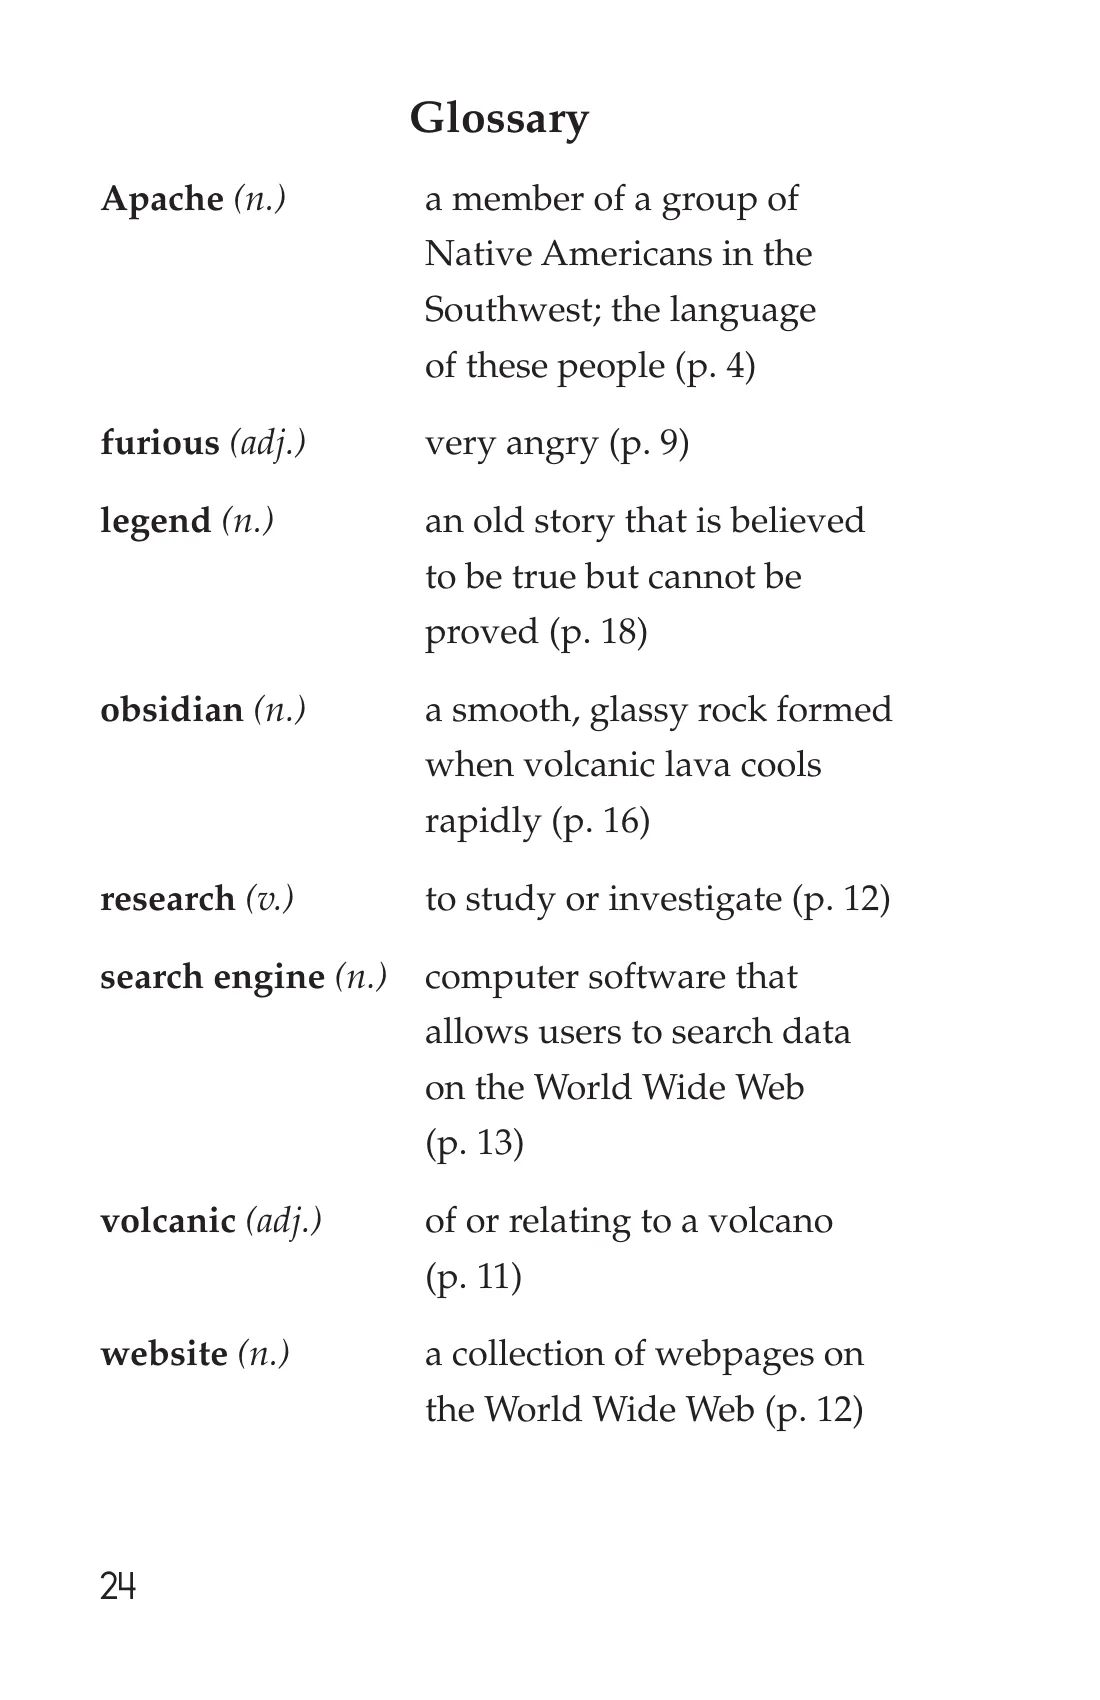 Glossary
Apache (n.) a member of a group of
Native Americans in the
Southwest; the language
of these people (p. 4)
furious (adj.) very angry (p. 9)
legend (n.) an old story that is believed
to be true but cannot be
proved (p. 18)
obsidian (n.) a smooth, glassy rock formed
when volcanic lava cools
rapidly (p. 16)
research (v.) to study or investigate (p. 12)
search engine (n.) computer software that
allows users to search data
on the World Wide Web
(p. 13)
volcanic (adj.) of or relating to a volcano
(p. 11)
website (n.) a collection of webpages on
the World Wide Web (p. 12)
24